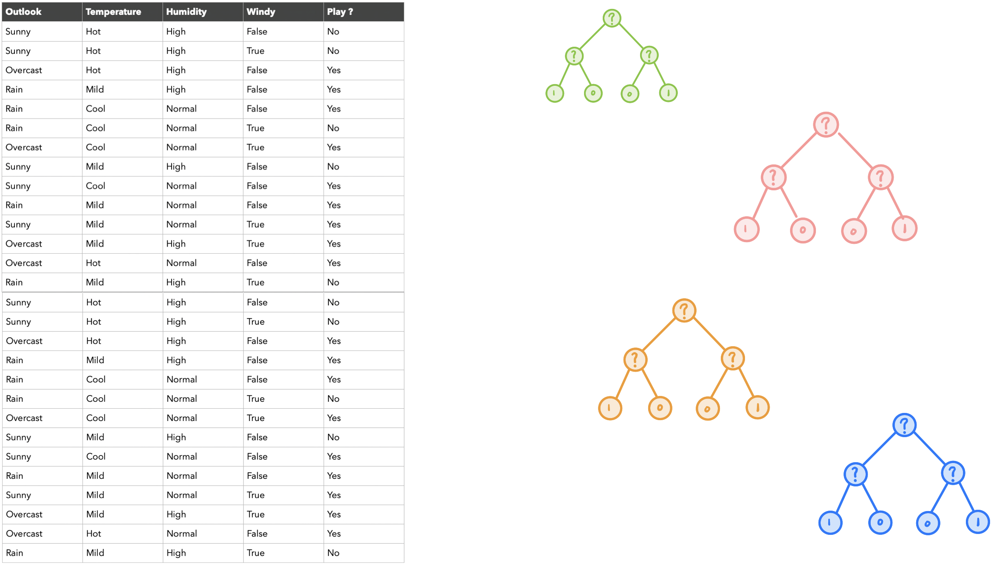 Outlook Temperature Humidity Windy Play ?
Sunny Hot High False No
Sunny Hot High True No
Overcast Hot High False Yes
Rain Mild High False Yes
Rain Cool Normal False Yes
Rain Cool Normal True No
Overcast Cool Normal True Yes
Sunny Mild High False No
Sunny Cool Normal False Yes
Rain Mild Normal False Yes
Sunny Mild Normal True Yes
Overcast Mild High True Yes
Overcast Hot Normal False Yes
Rain Mild High True No
Sunny Hot High False No
Sunny Hot High True No
Overcast Hot High False Yes
Rain Mild High False Yes
Rain Cool Normal False Yes
Rain Cool Normal True No
Overcast Cool Normal True Yes
Sunny Mild High False No
Sunny Cool Normal False Yes
Rain Mild Normal False Yes
Sunny Mild Normal True Yes
Overcast Mild High True Yes
Overcast Hot Normal False Yes
Rain Mild High True No
?
? ?
1 0 0 1
?
? ?
1 0 0 1
?
? ?
1 0 0 1
?
? ?
1 0 0 1